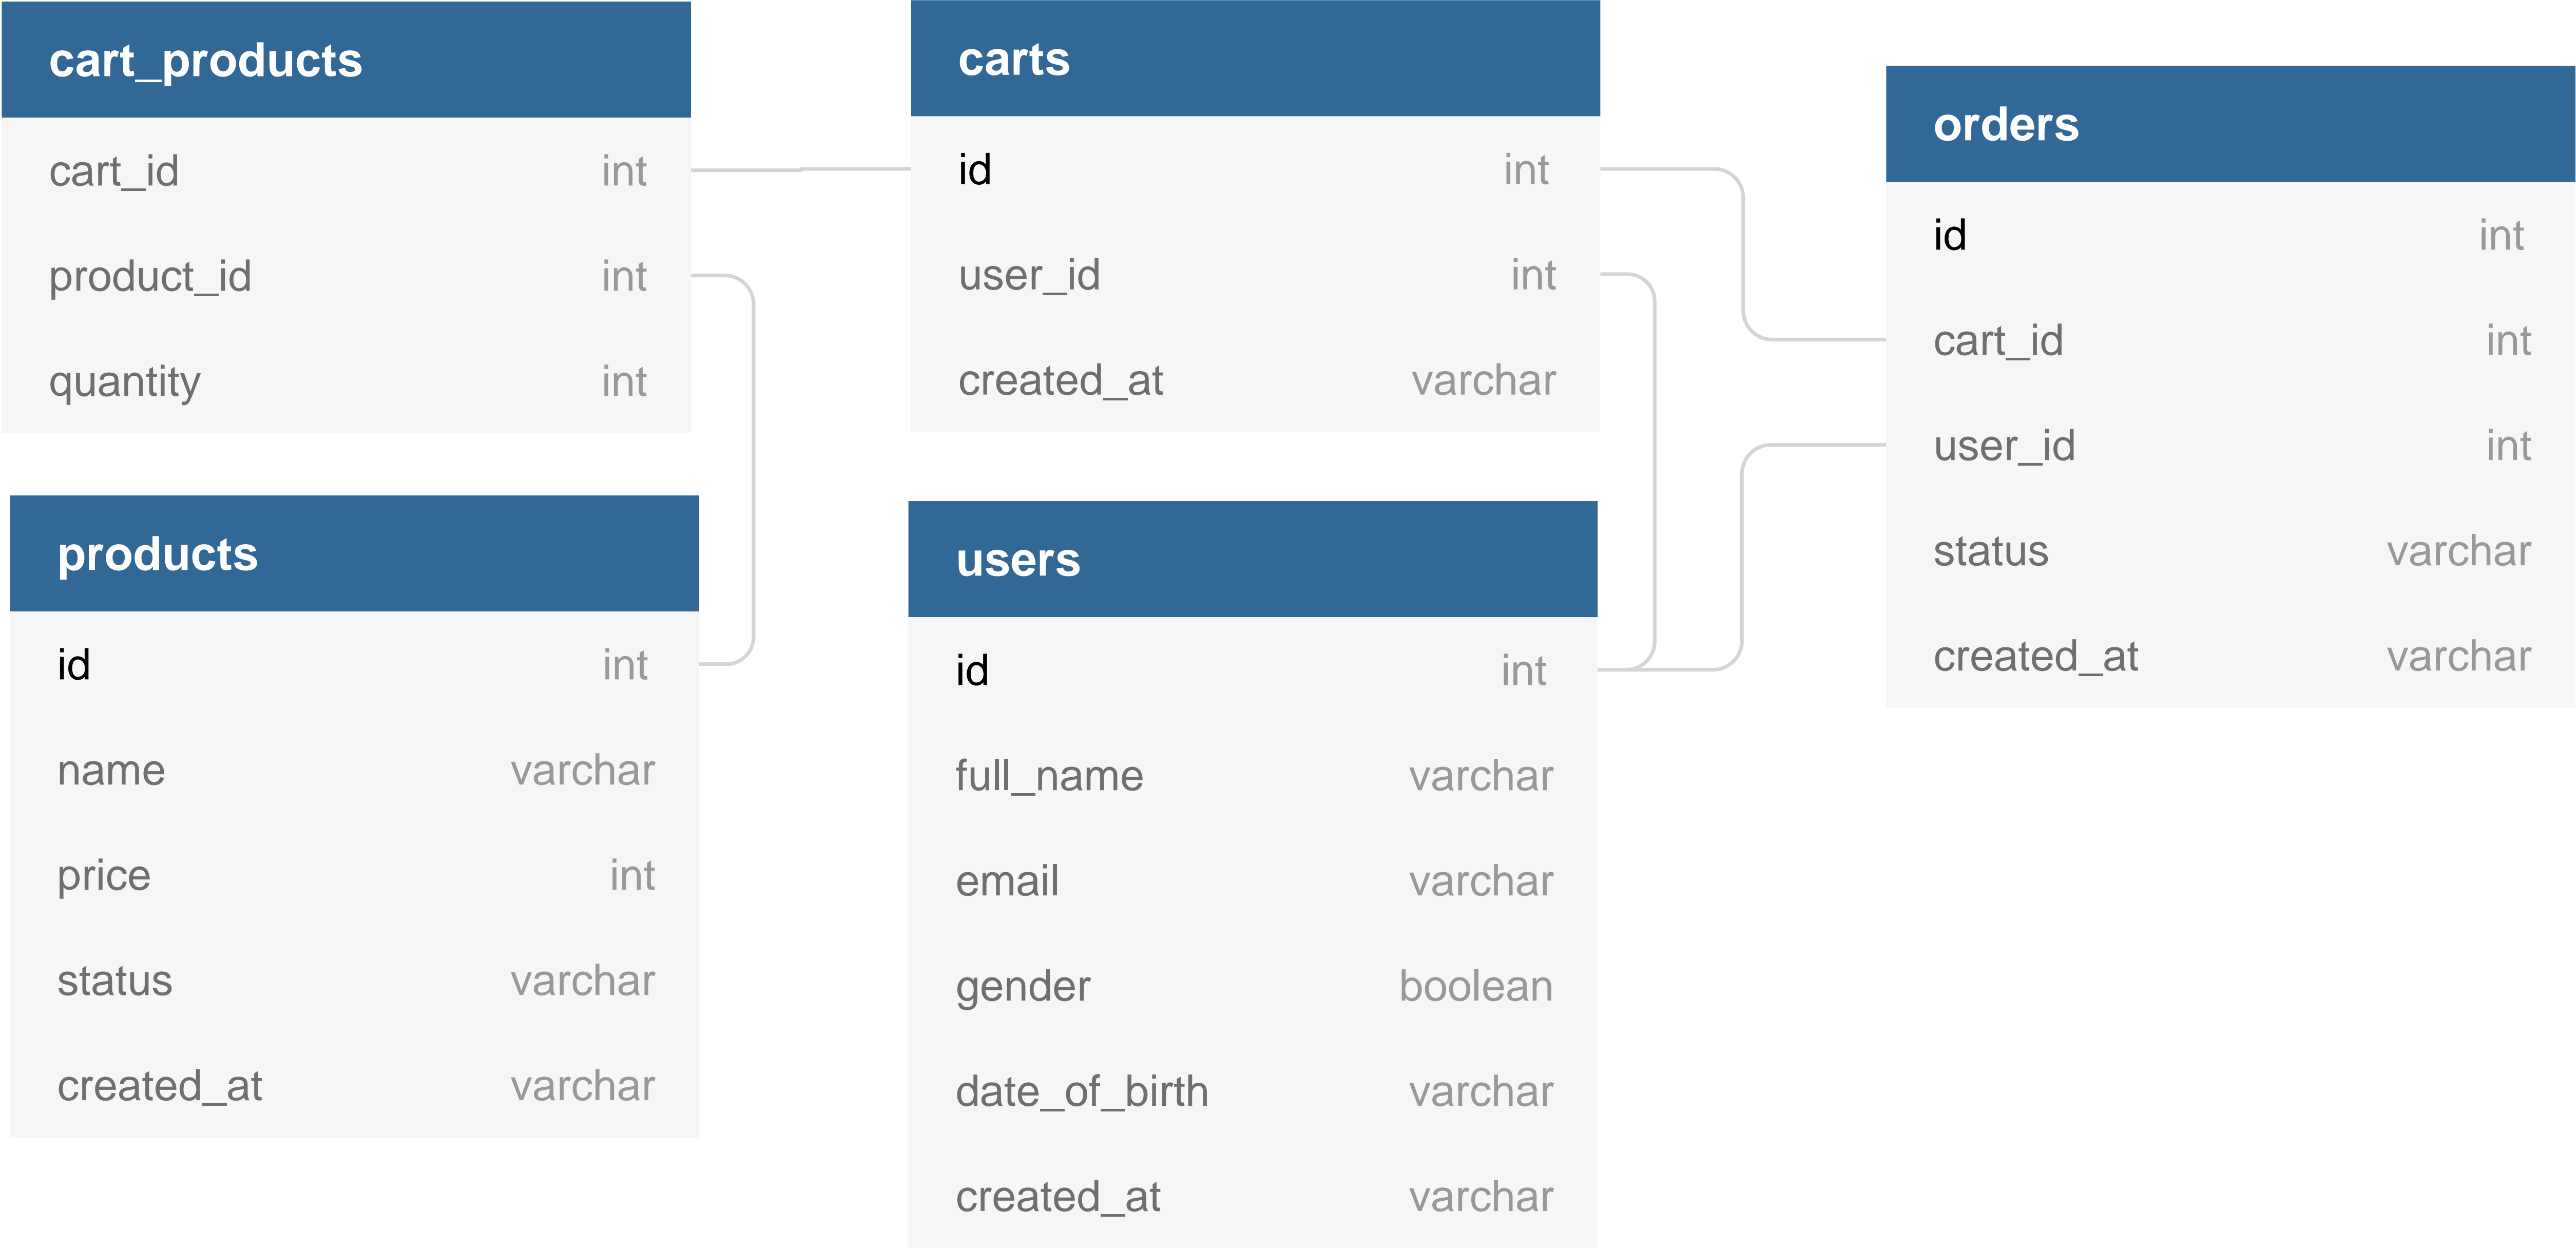 cart_products
cart_id int
product_id int
quantity int
carts
id int
user_id int
created_at varchar
orders
id int
cart_id int
user_id int
status varchar
created_at varchar
products
id int
name varchar
price int
status varchar
created_at varchar
users
id int
full_name varchar
email varchar
gender boolean
date_of_birth varchar
created_at varchar